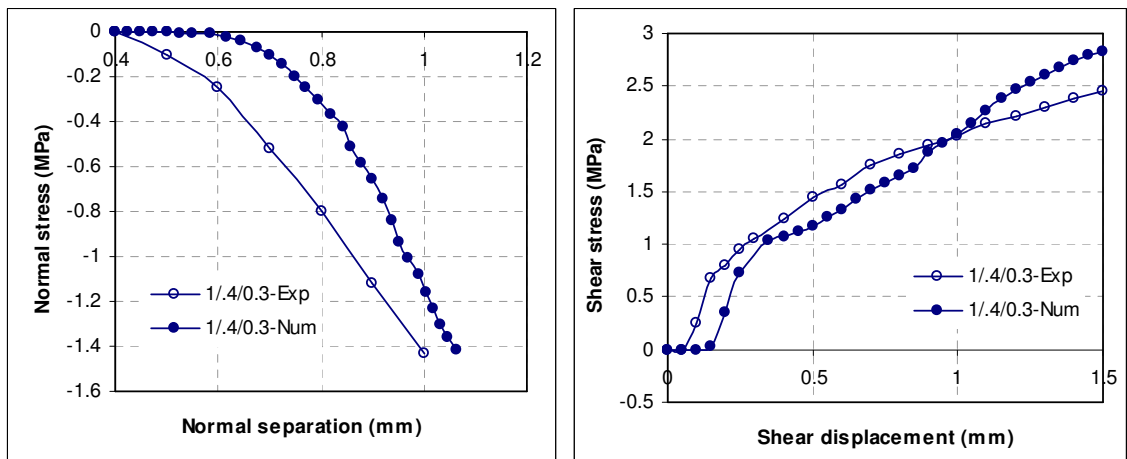 0
-0.2
-0.4
-0.6
-0.8
-1
-1.2
-1.4
-1.6
0.4 0.6 0.8 1 1.2
Normal stress (MPa)
1/.4/0.3-Exp
1/.4/0.3-Num
Normal separation (mm)
3
2.5
2
1.5
1
0.5
0
-0.5
0 0.5 1 1.5
Shear stress (MPa)
1/.4/0.3-Exp
1/.4/0.3-Num
Shear displacement (mm)